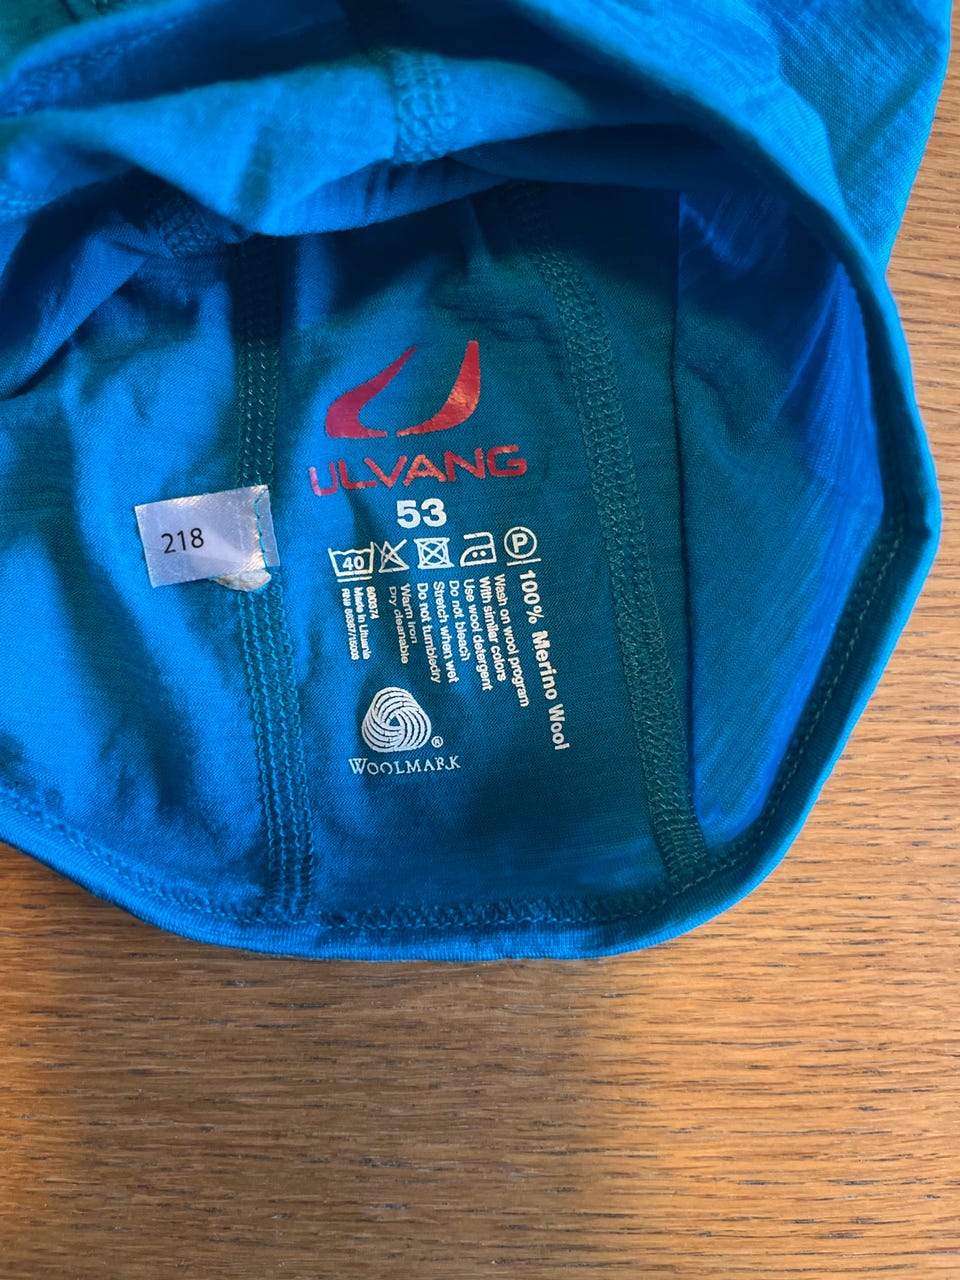 ULVANG
53
218
40
P
100% Merino Wool
Wash on wool program
With similar colors
Use wool detergent
Do not bleach
Stretch when wet
Do not tumbledry
Warm iron
Dry cleanable
Made in Lithuania
® 
WOOLMARK